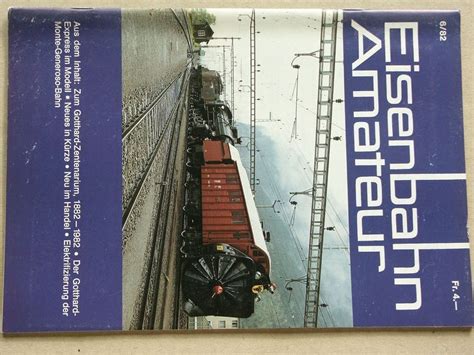 6/82
Eisenbahn
Amateur
Fr. 4.—
Aus dem Inhalt: Zum Gotthard-Zentenarium, 1882–1982 • Der Gotthard-
Express im Modell • Neues in Kürze • Neu im Handel • Elektrifizierung der
Monte-Generoso-Bahn